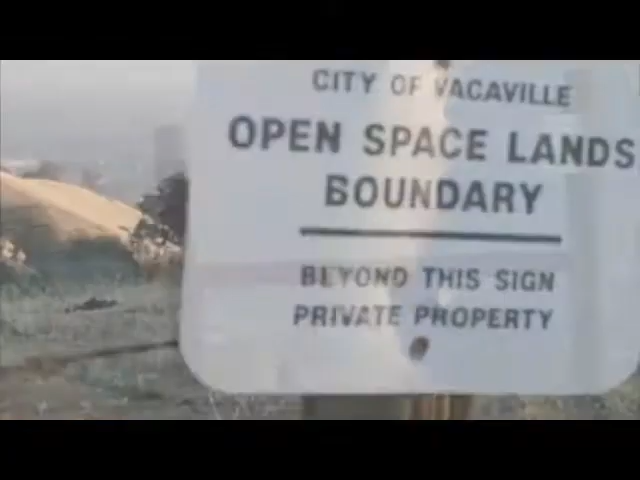 CITY OF VACAVILLE
OPEN SPACE LANDS
BOUNDARY
BEYOND THIS SIGN
PRIVATE PROPERTY